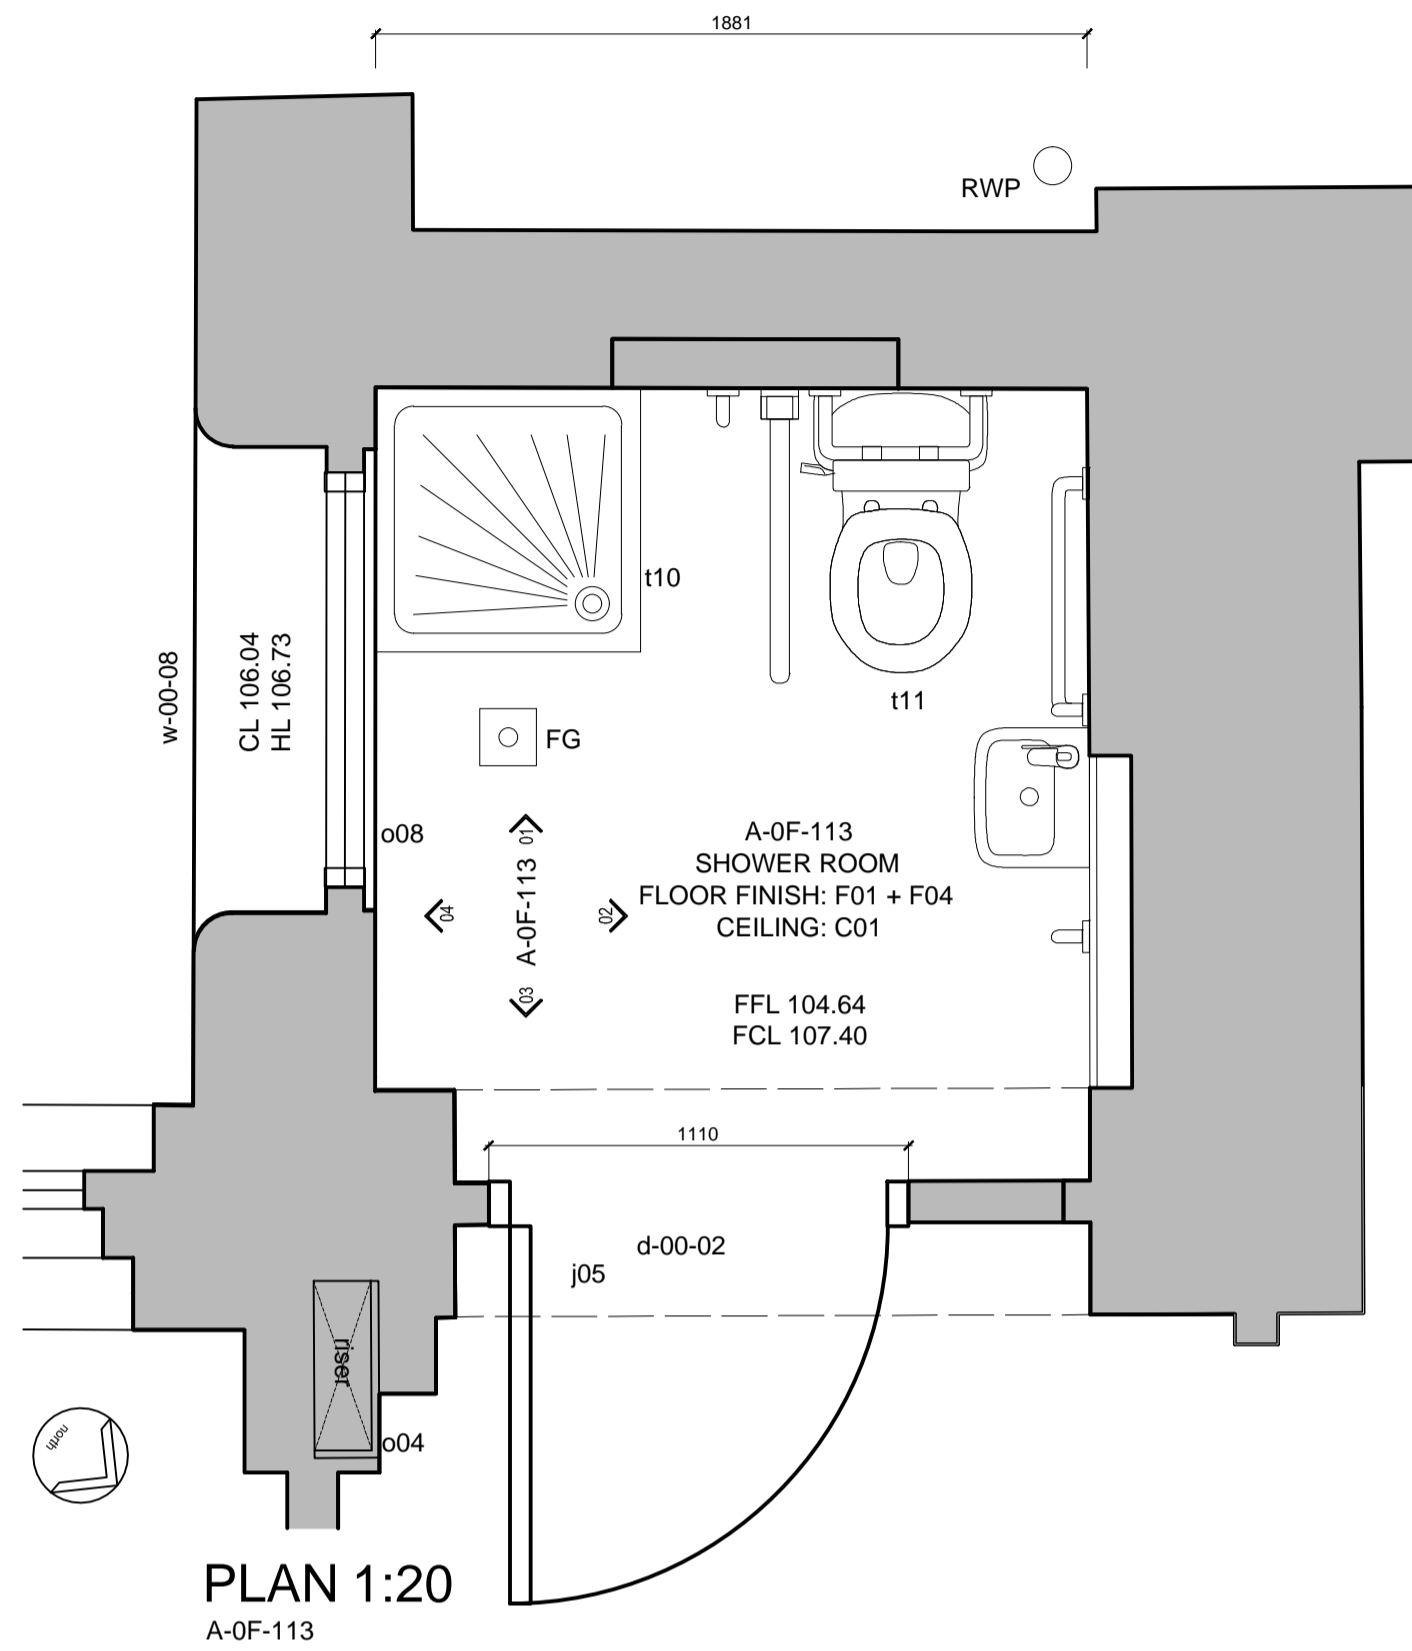 1881
RWP
t10
t11
w-00-08
CL 106.04
HL 106.73
FG
o08
01
A-0F-113
02
03
04
A-0F-113
SHOWER ROOM
FLOOR FINISH: F01 + F04
CEILING: C01
FFL 104.64
FCL 107.40
1110
d-00-02
j05
riser
o04
north
PLAN 1:20
A-0F-113